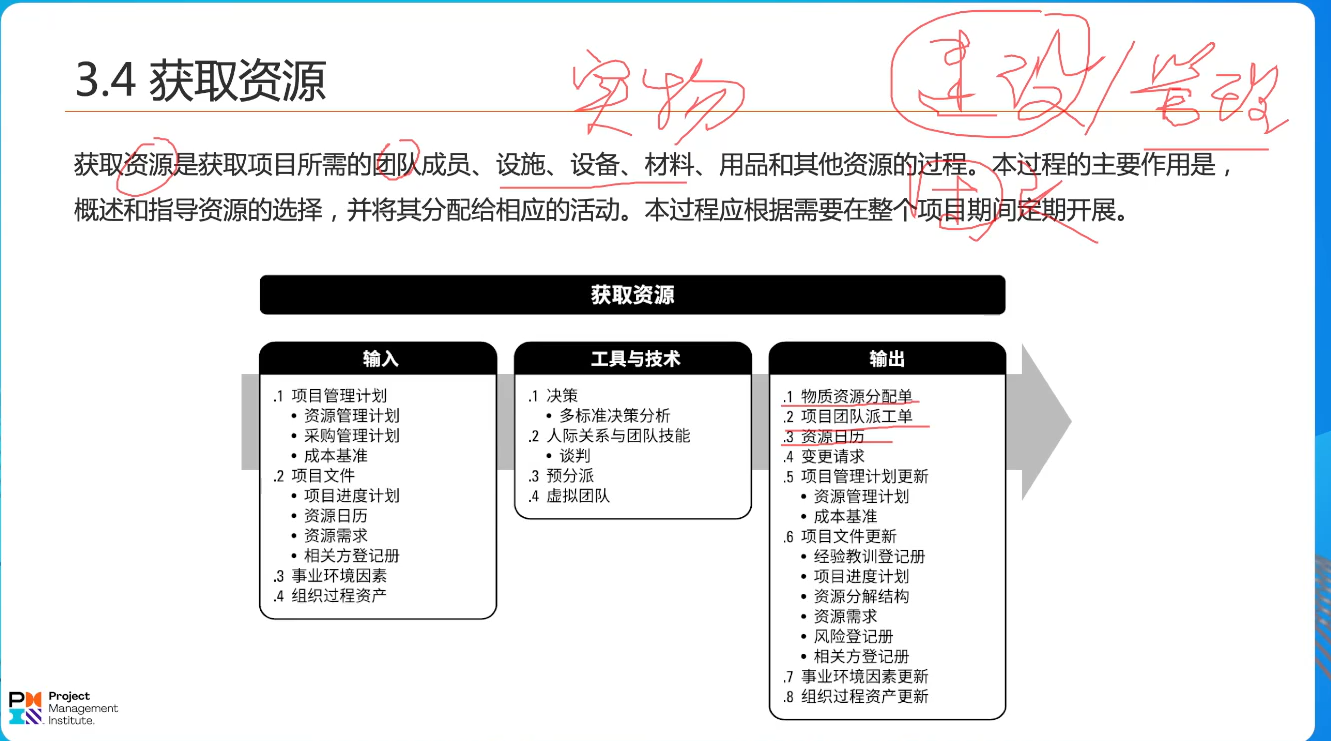 3.4 获取资源
实物
建设/管理
团队
获取资源是获取项目所需的团队成员、设施、设备、材料、用品和其他资源的过程。本过程的主要作用是，
概述和指导资源的选择，并将其分配给相应的活动。本过程应根据需要在整个项目期间定期开展。
获取资源
输入
.1 项目管理计划
• 资源管理计划
• 采购管理计划
• 成本基准
.2 项目文件
• 项目进度计划
• 资源日历
• 资源需求
• 相关方登记册
.3 事业环境因素
.4 组织过程资产
工具与技术
.1 决策
• 多标准决策分析
.2 人际关系与团队技能
• 谈判
.3 预分派
.4 虚拟团队
输出
.1 物质资源分配单
.2 项目团队派工单
.3 资源日历
.4 变更请求
.5 项目管理计划更新
• 资源管理计划
• 成本基准
.6 项目文件更新
• 经验教训登记册
• 项目进度计划
• 资源分解结构
• 资源需求
• 风险登记册
• 相关方登记册
.7 事业环境因素更新
.8 组织过程资产更新
Project
Management
Institute.